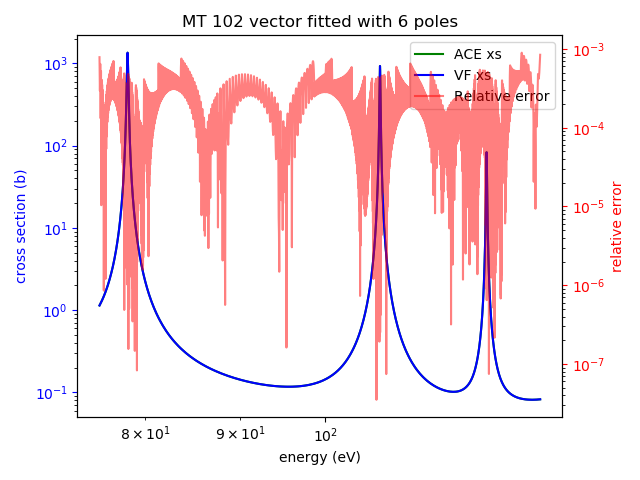 MT 102 vector fitted with 6 poles
ACE xs
VF xs
Relative error
10³
10²
10¹
10⁰
10⁻¹
cross section (b)
10⁻³
10⁻⁴
10⁻⁵
10⁻⁶
10⁻⁷
relative error
8 × 10¹
9 × 10¹
10²
energy (eV)